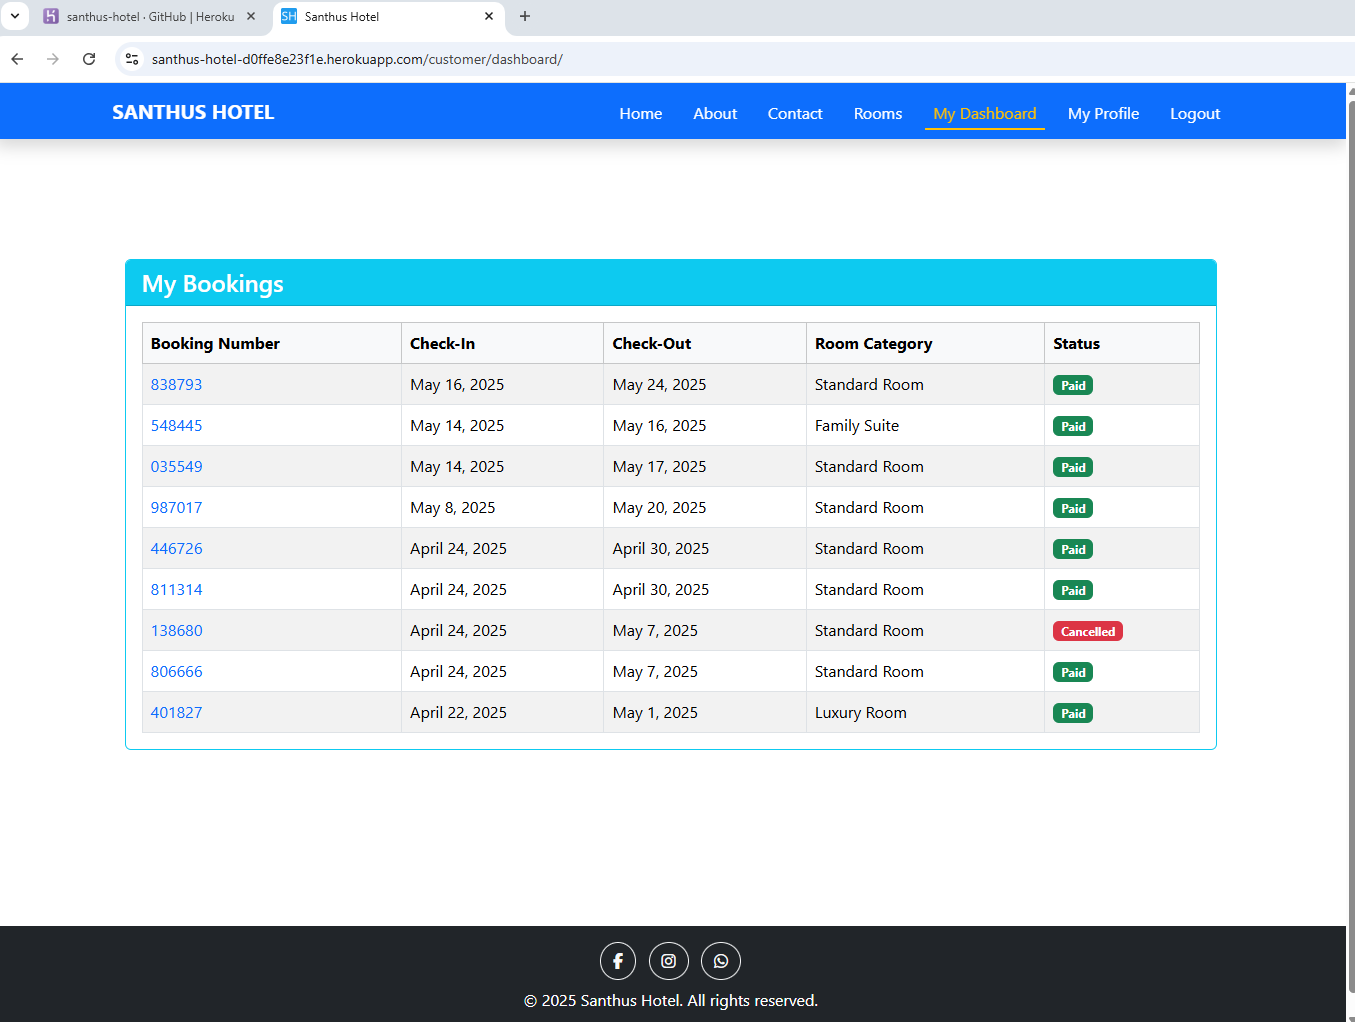 santhus-hotel · GitHub | Heroku
SH Santhus Hotel
santhus-hotel-d0ffe8e23f1e.herokuapp.com/customer/dashboard/
SANTHUS HOTEL Home About Contact Rooms My Dashboard My Profile Logout
My Bookings
Booking Number Check-In Check-Out Room Category Status
838793 May 16, 2025 May 24, 2025 Standard Room Paid
548445 May 14, 2025 May 16, 2025 Family Suite Paid
035549 May 14, 2025 May 17, 2025 Standard Room Paid
987017 May 8, 2025 May 20, 2025 Standard Room Paid
446726 April 24, 2025 April 30, 2025 Standard Room Paid
811314 April 24, 2025 April 30, 2025 Standard Room Paid
138680 April 24, 2025 May 7, 2025 Standard Room Cancelled
806666 April 24, 2025 May 7, 2025 Standard Room Paid
401827 April 22, 2025 May 1, 2025 Luxury Room Paid
© 2025 Santhus Hotel. All rights reserved.